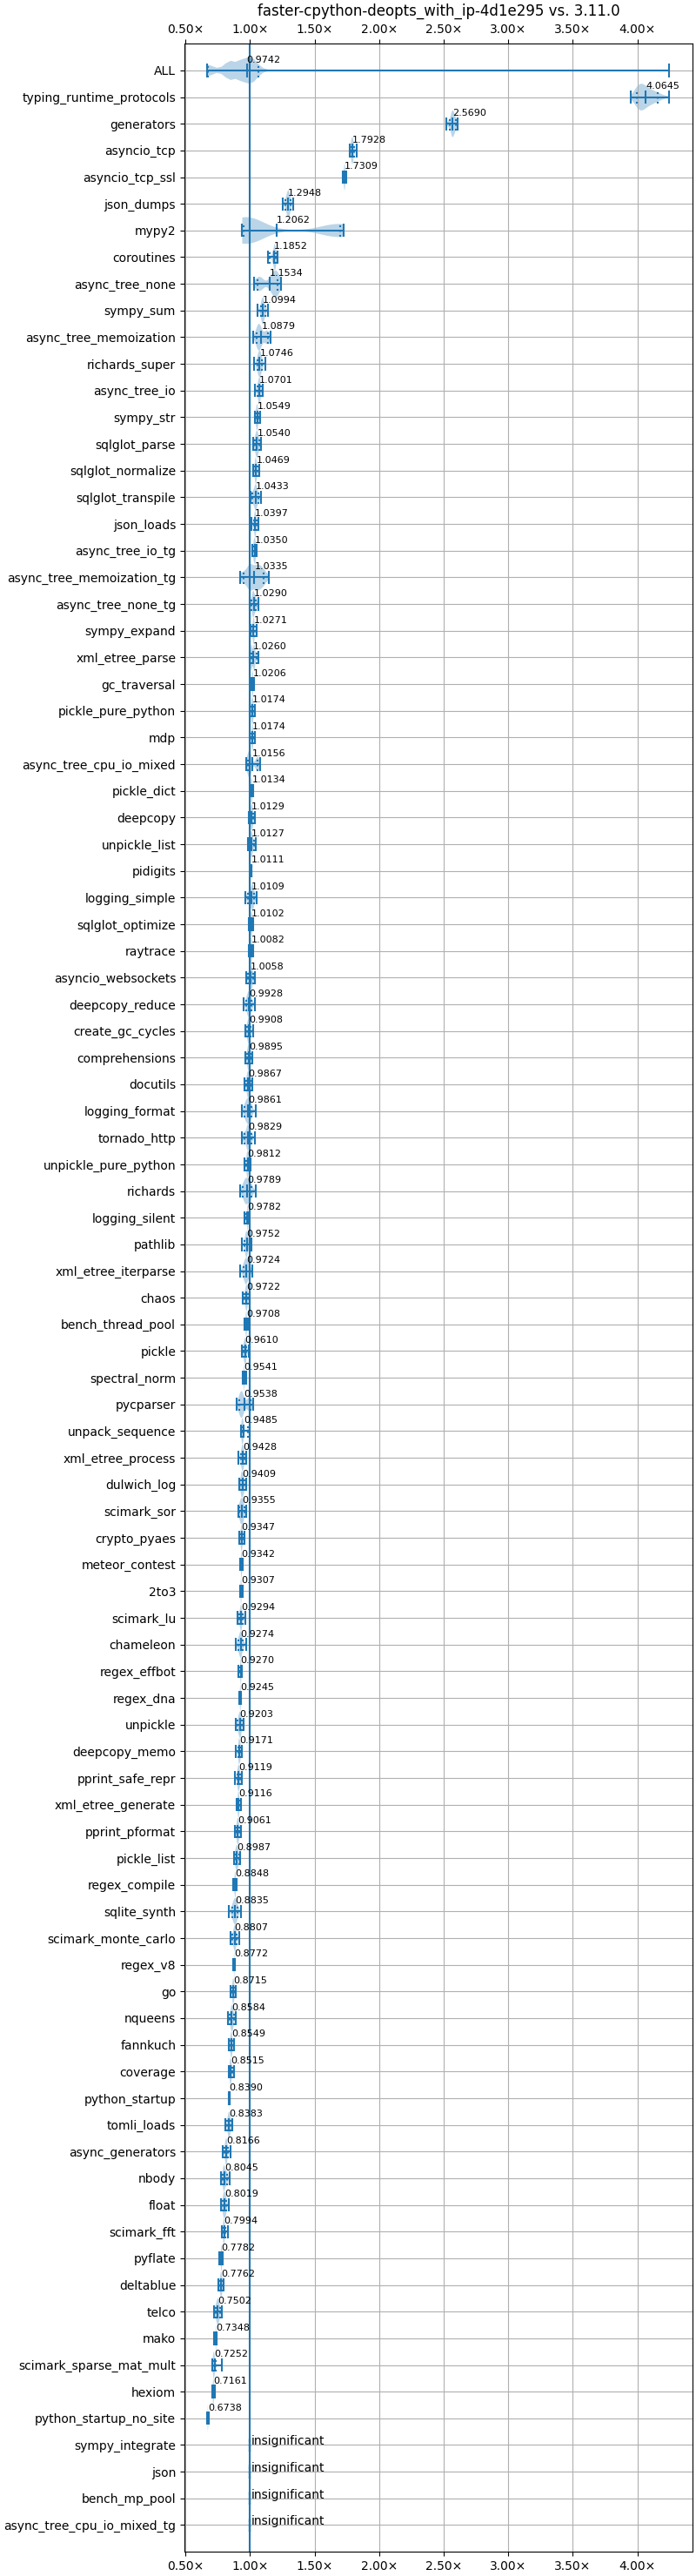 faster-cpython-deopts_with_ip-4d1e295 vs. 3.11.0
0.50× 1.00× 1.50× 2.00× 2.50× 3.00× 3.50× 4.00×
ALL 0.9742
typing_runtime_protocols 4.0645
generators 2.5690
asyncio_tcp 1.7928
asyncio_tcp_ssl 1.7309
json_dumps 1.2948
mypy2 1.2062
coroutines 1.1852
async_tree_none 1.1534
sympy_sum 1.0994
async_tree_memoization 1.0879
richards_super 1.0746
async_tree_io 1.0701
sympy_str 1.0549
sqlglot_parse 1.0540
sqlglot_normalize 1.0469
sqlglot_transpile 1.0433
json_loads 1.0397
async_tree_io_tg 1.0350
async_tree_memoization_tg 1.0335
async_tree_none_tg 1.0290
sympy_expand 1.0271
xml_etree_parse 1.0260
gc_traversal 1.0206
pickle_pure_python 1.0174
mdp 1.0174
async_tree_cpu_io_mixed 1.0156
pickle_dict 1.0134
deepcopy 1.0129
unpickle_list 1.0127
pidigits 1.0111
logging_simple 1.0109
sqlglot_optimize 1.0102
raytrace 1.0082
asyncio_websockets 1.0058
deepcopy_reduce 0.9928
create_gc_cycles 0.9908
comprehensions 0.9895
docutils 0.9867
logging_format 0.9861
tornado_http 0.9829
unpickle_pure_python 0.9812
richards 0.9789
logging_silent 0.9782
pathlib 0.9752
xml_etree_iterparse 0.9724
chaos 0.9722
bench_thread_pool 0.9708
pickle 0.9610
spectral_norm 0.9541
pycparser 0.9538
unpack_sequence 0.9485
xml_etree_process 0.9428
dulwich_log 0.9409
scimark_sor 0.9355
crypto_pyaes 0.9347
meteor_contest 0.9342
2to3 0.9307
scimark_lu 0.9294
chameleon 0.9274
regex_effbot 0.9270
regex_dna 0.9245
unpickle 0.9203
deepcopy_memo 0.9171
pprint_safe_repr 0.9119
xml_etree_generate 0.9116
pprint_pformat 0.9061
pickle_list 0.8987
regex_compile 0.8848
sqlite_synth 0.8835
scimark_monte_carlo 0.8807
regex_v8 0.8772
go 0.8715
nqueens 0.8584
fannkuch 0.8549
coverage 0.8515
python_startup 0.8390
tomli_loads 0.8383
async_generators 0.8166
nbody 0.8045
float 0.8019
scimark_fft 0.7994
pyflate 0.7782
deltablue 0.7762
telco 0.7502
mako 0.7348
scimark_sparse_mat_mult 0.7252
hexiom 0.7161
python_startup_no_site 0.6738
sympy_integrate insignificant
json insignificant
bench_mp_pool insignificant
async_tree_cpu_io_mixed_tg insignificant
0.50× 1.00× 1.50× 2.00× 2.50× 3.00× 3.50× 4.00×